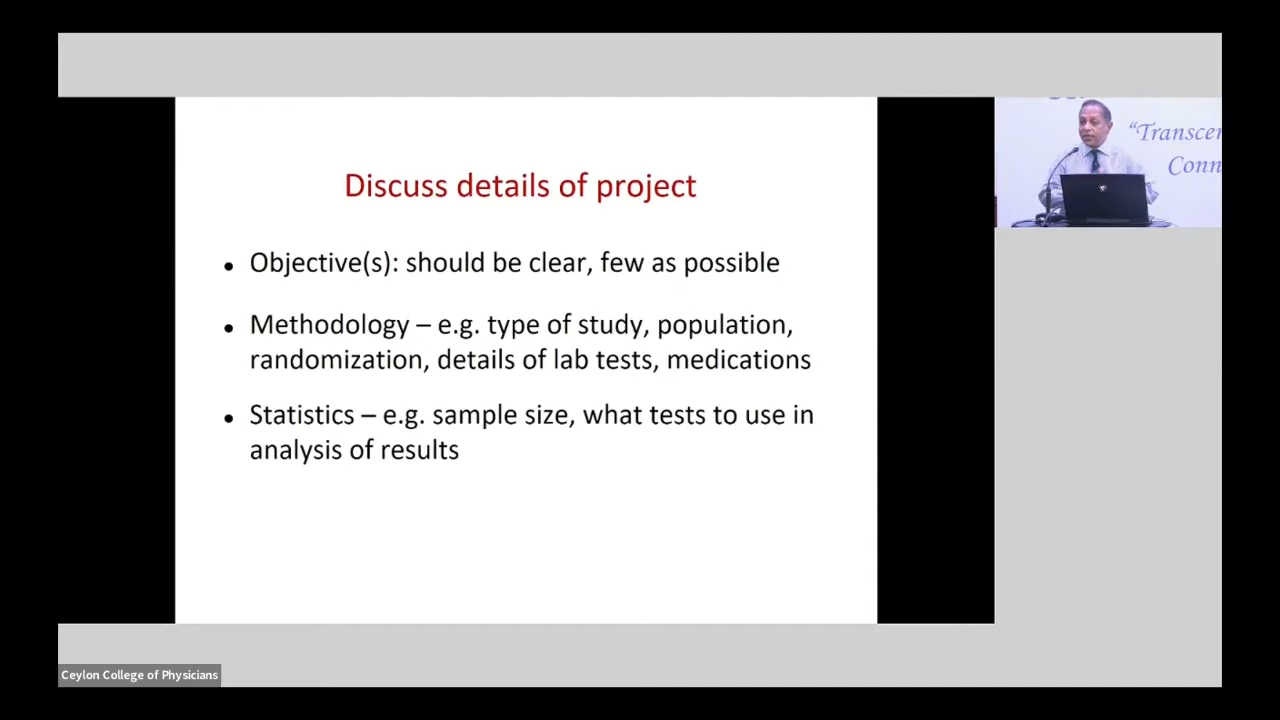 Discuss details of project
• Objective(s): should be clear, few as possible
• Methodology – e.g. type of study, population,
randomization, details of lab tests, medications
• Statistics – e.g. sample size, what tests to use in
analysis of results
Conn
Ceylon College of Physicians